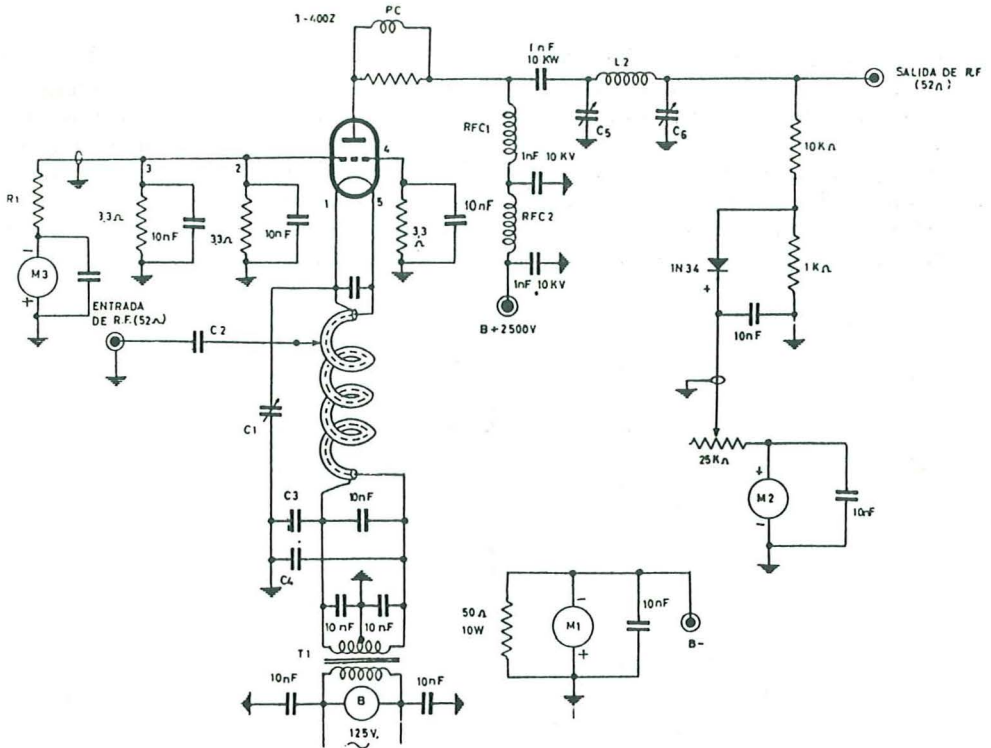 1-400Z
PC
1nF
10 KW
L2
SALIDA DE R.F
(52Ω)
C5
C6
RFC1
10KΩ
1nF 10 KV
4
3
2
1
5
R1
3,3Ω
10nF
3,3Ω
10nF
3,3
Ω
10nF
RFC2
1N34
+
1KΩ
M3
-
+
1nF 10 KV
10nF
B+2500V
ENTRADA
DE R.F.(52Ω)
C2
C1
25KΩ
+
M2
-
10nF
C3
10nF
C4
10nF
10nF
50Ω
10W
-
M1
+
10nF
B-
T1
10nF
B
10nF
125V.